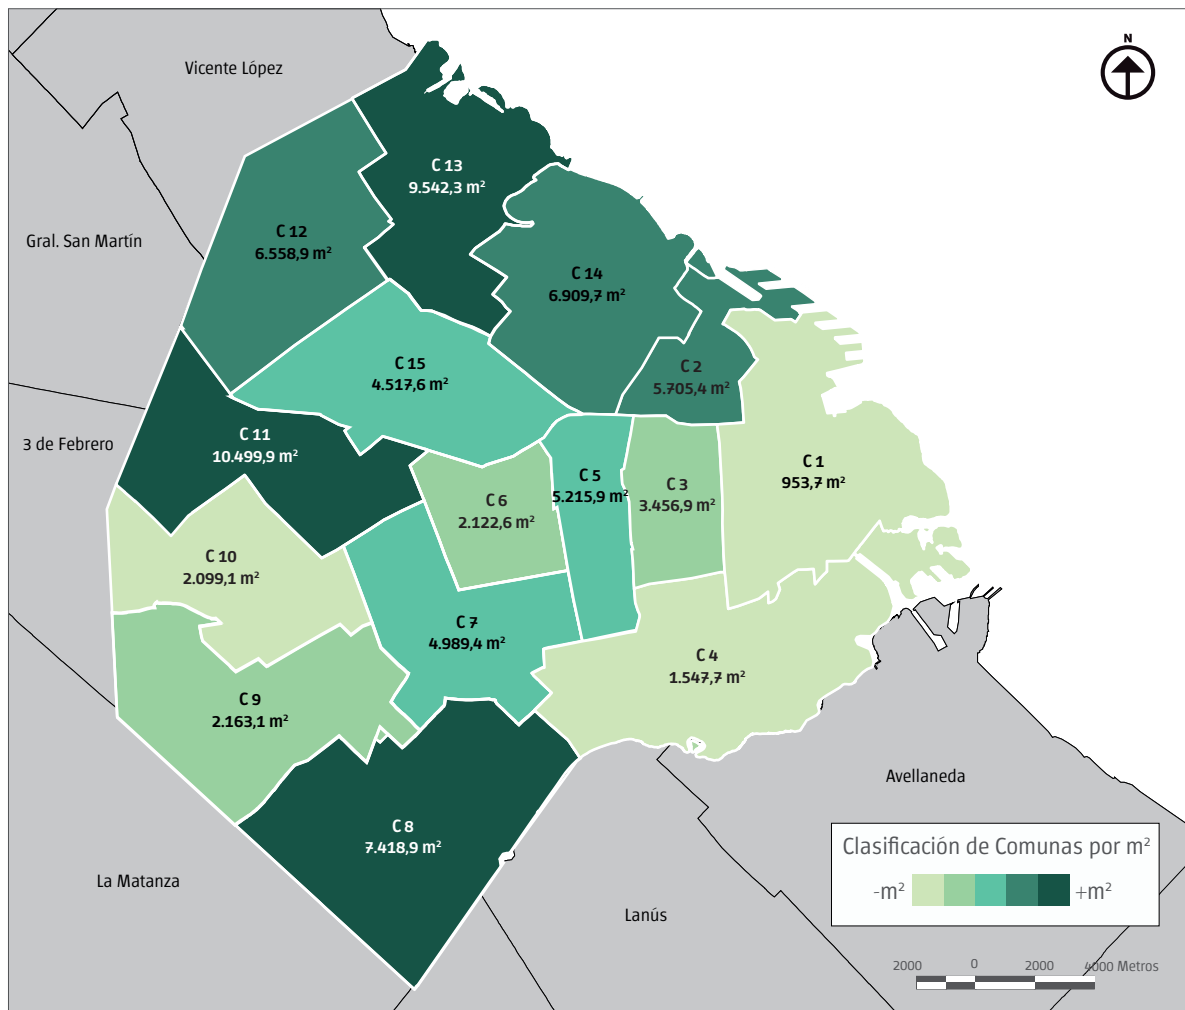 N
Vicente López
C 13
9.542,3 m²
C 12
6.558,9 m²
Gral. San Martín
C 14
6.909,7 m²
C 15
4.517,6 m²
C 2
5.705,4 m²
3 de Febrero
C 11
10.499,9 m²
C 1
953,7 m²
C 5
5.215,9 m²
C 3
3.456,9 m²
C 6
2.122,6 m²
C 10
2.099,1 m²
C 7
4.989,4 m²
C 4
1.547,7 m²
C 9
2.163,1 m²
Avellaneda
C 8
7.418,9 m²
La Matanza
Lanús
Clasificación de Comunas por m²
-m² +m²
2000 0 2000 4000 Metros